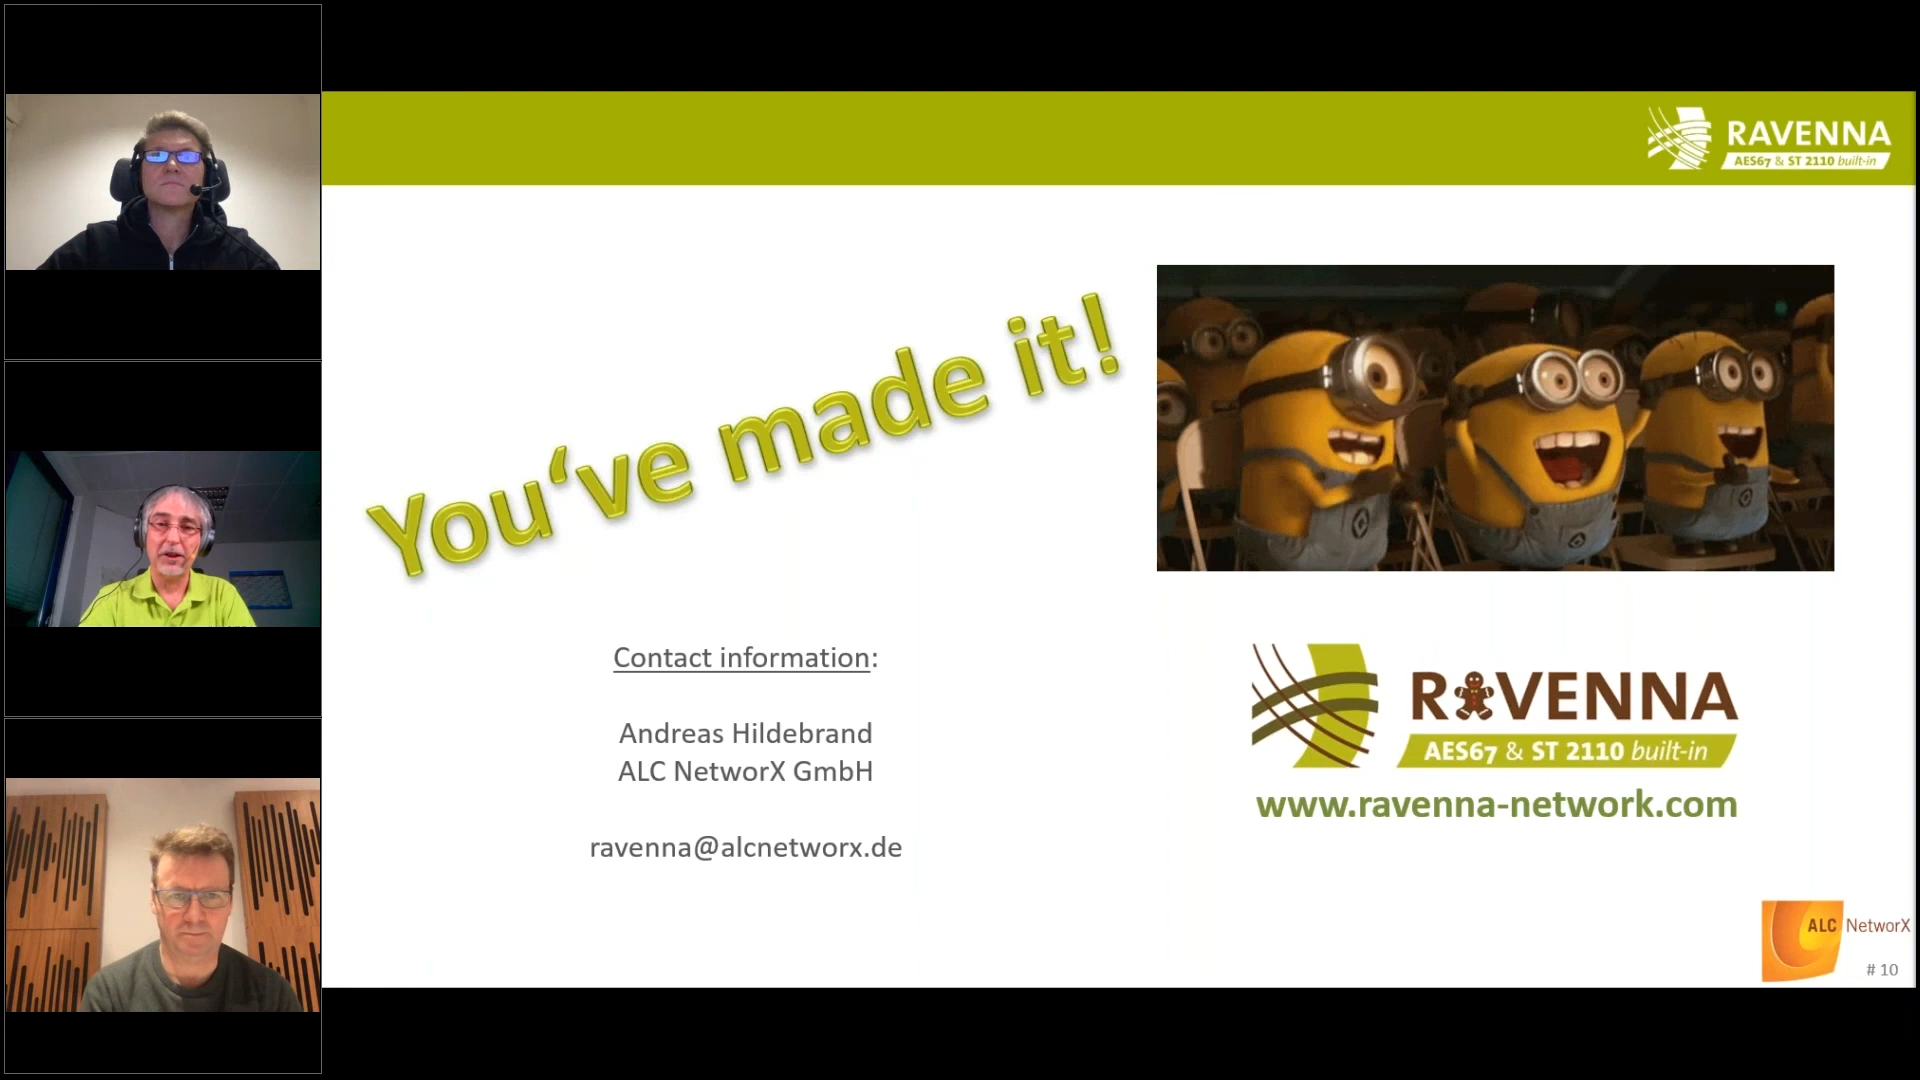 RAVENNA
AES67 & ST 2110 built-in
You‘ve made it!
Contact information:
Andreas Hildebrand
ALC NetworX GmbH
ravenna@alcnetworx.de
RAVENNA
AES67 & ST 2110 built-in
www.ravenna-network.com
ALC NetworX
# 10